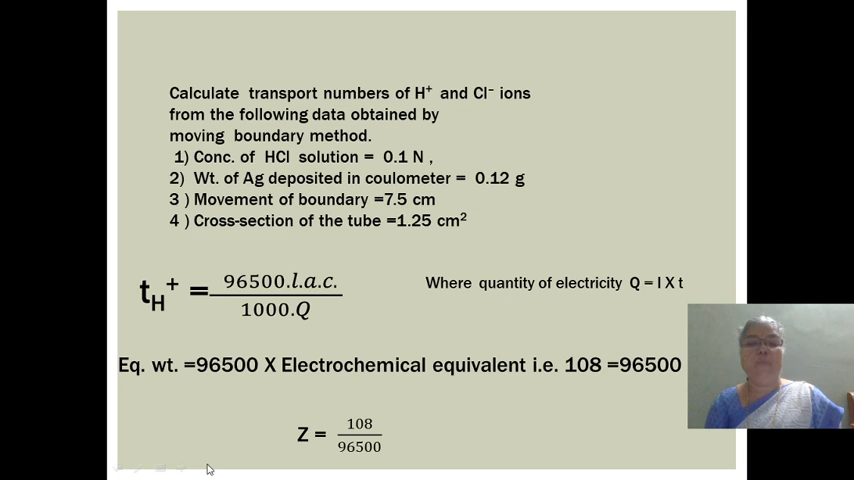 Calculate transport numbers of H⁺ and Cl⁻ ions
from the following data obtained by
moving boundary method.
1) Conc. of HCl solution = 0.1 N ,
2) Wt. of Ag deposited in coulometer = 0.12 g
3 ) Movement of boundary =7.5 cm
4 ) Cross-section of the tube =1.25 cm²
t_H⁺ = 96500.l.a.c. / 1000.Q
Where quantity of electricity Q = I X t
Eq. wt. =96500 X Electrochemical equivalent i.e. 108 =96500
Z = 108 / 96500